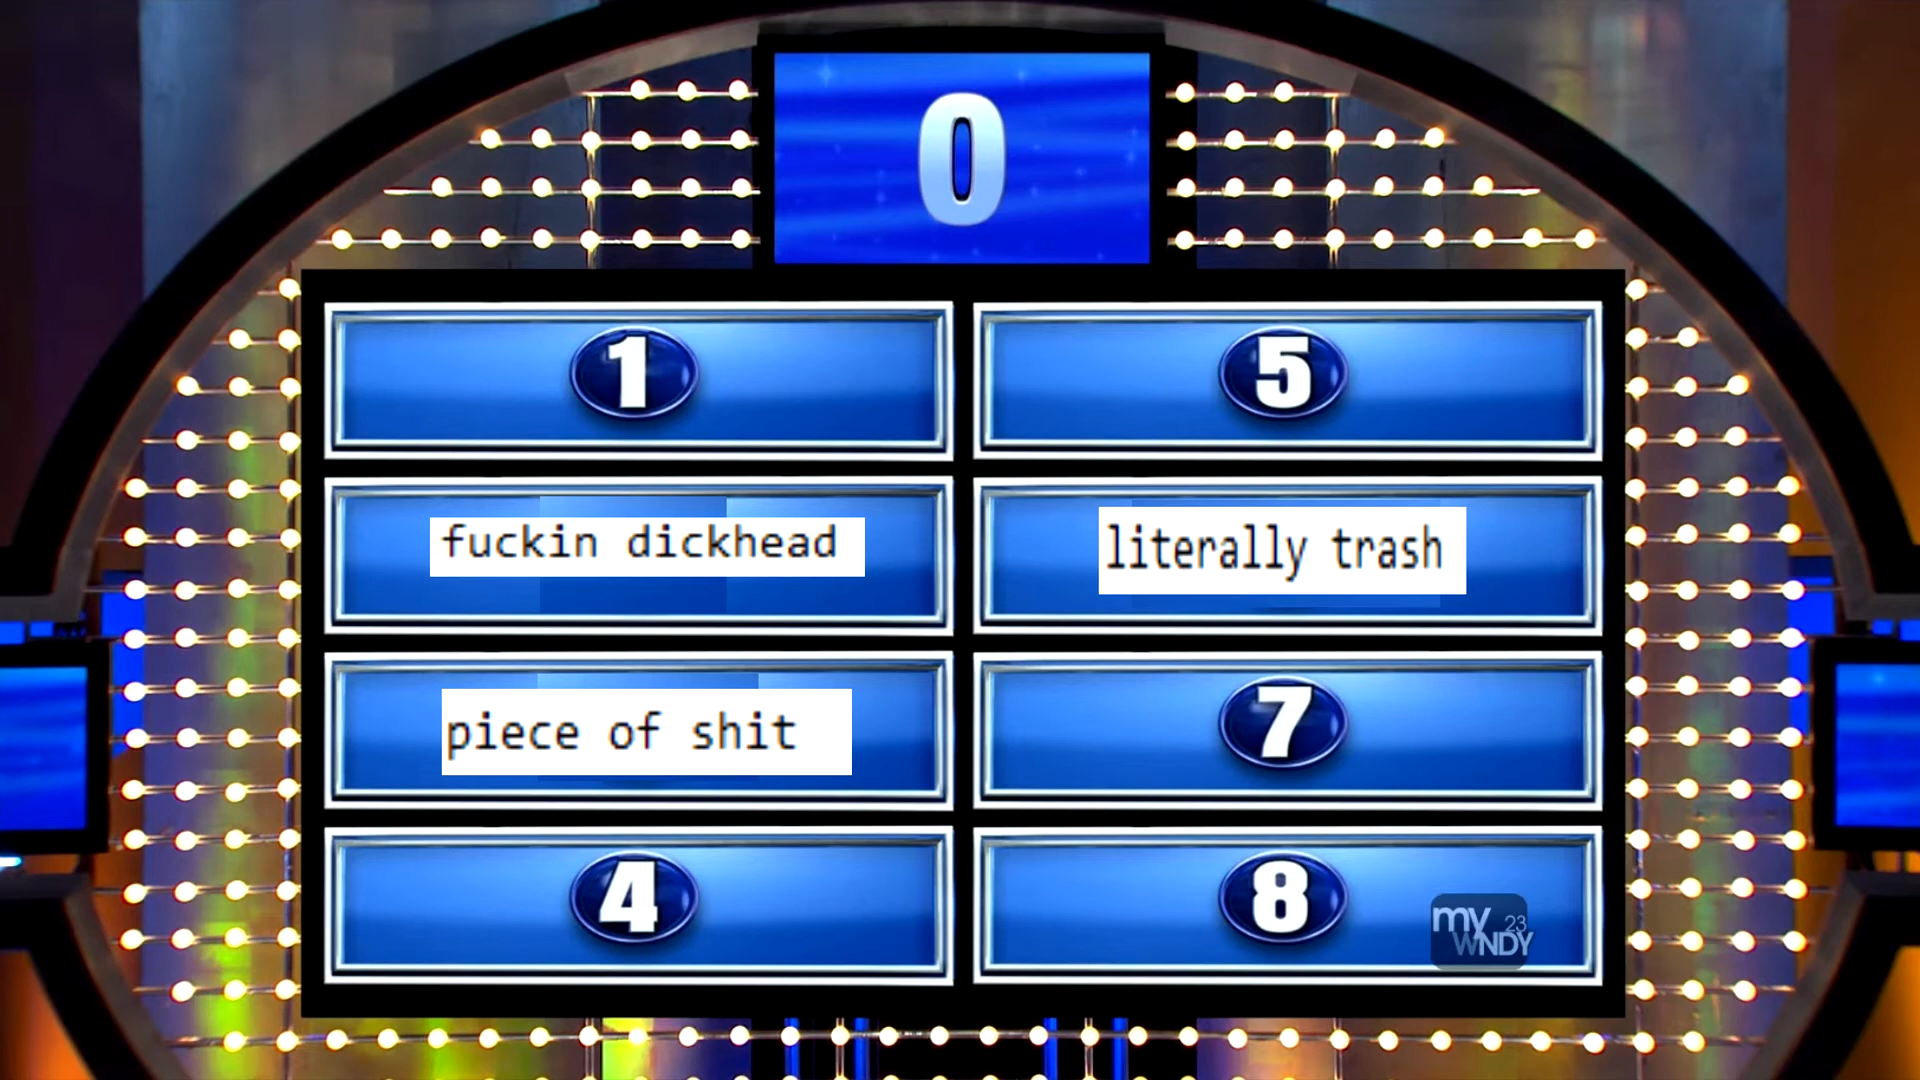 0
1
5
fuckin dickhead
literally trash
piece of shit
7
4
8
my 23
WNDY